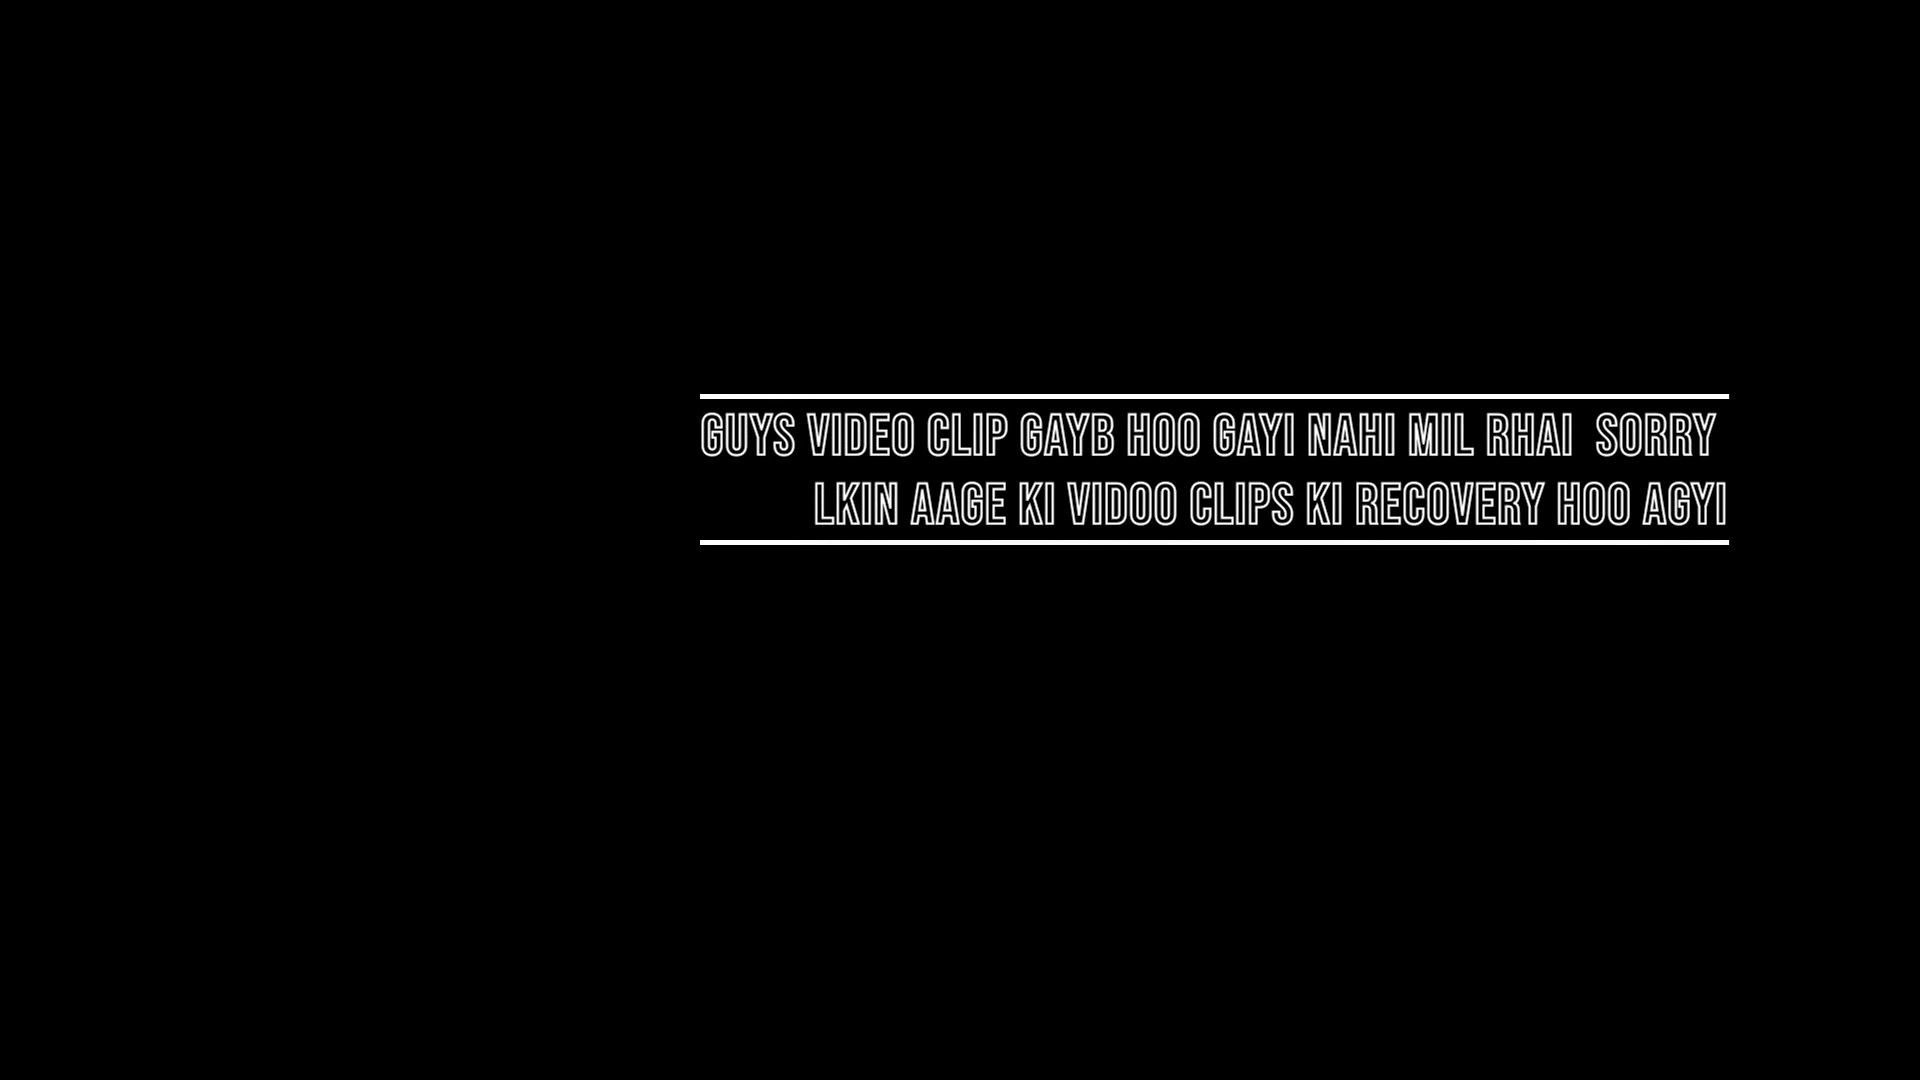 GUYS VIDEO CLIP GAYB HOO GAYI NAHI MIL RHAI  SORRY
LKIN AAGE KI VIDOO CLIPS KI RECOVERY HOO AGYI